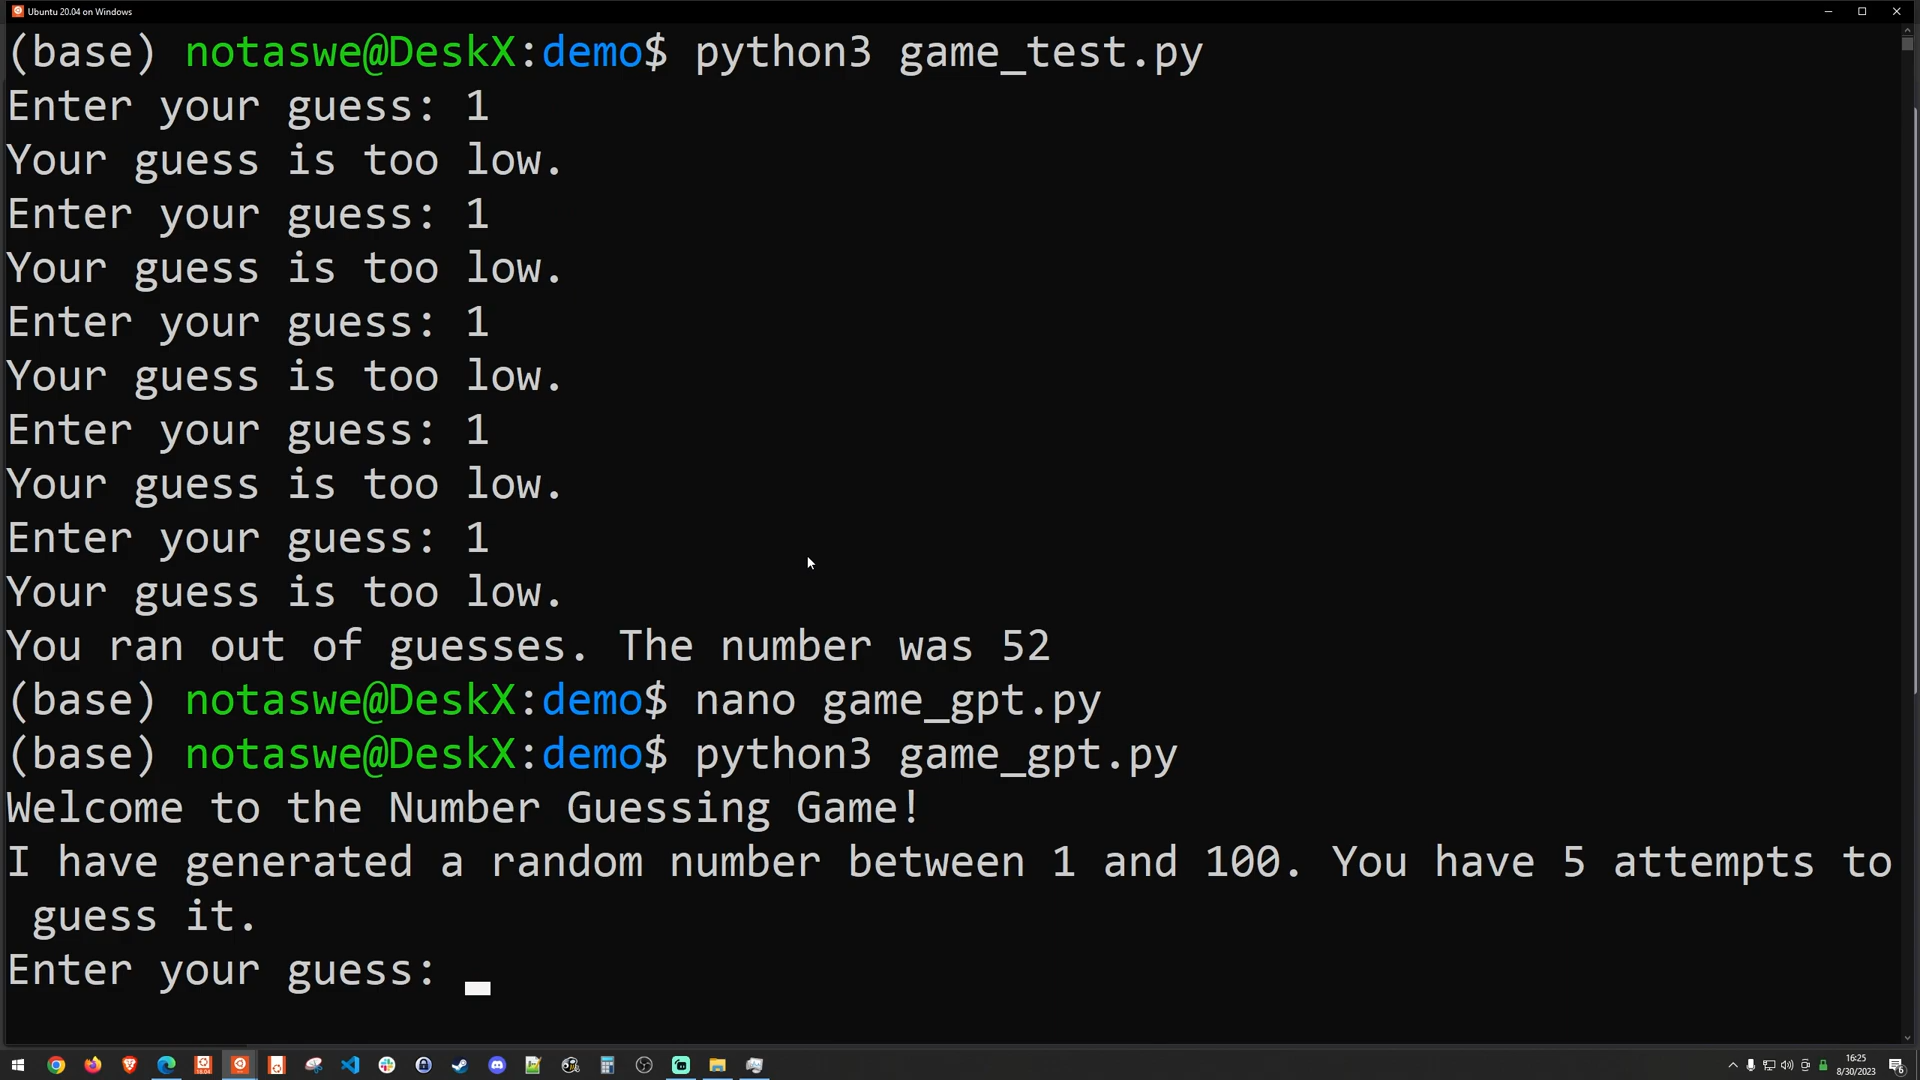 Ubuntu 20.04 on Windows
(base) notaswe@DeskX:demo$ python3 game_test.py
Enter your guess: 1
Your guess is too low.
Enter your guess: 1
Your guess is too low.
Enter your guess: 1
Your guess is too low.
Enter your guess: 1
Your guess is too low.
Enter your guess: 1
Your guess is too low.
You ran out of guesses. The number was 52
(base) notaswe@DeskX:demo$ nano game_gpt.py
(base) notaswe@DeskX:demo$ python3 game_gpt.py
Welcome to the Number Guessing Game!
I have generated a random number between 1 and 100. You have 5 attempts to
guess it.
Enter your guess:
16:25
8/30/2023